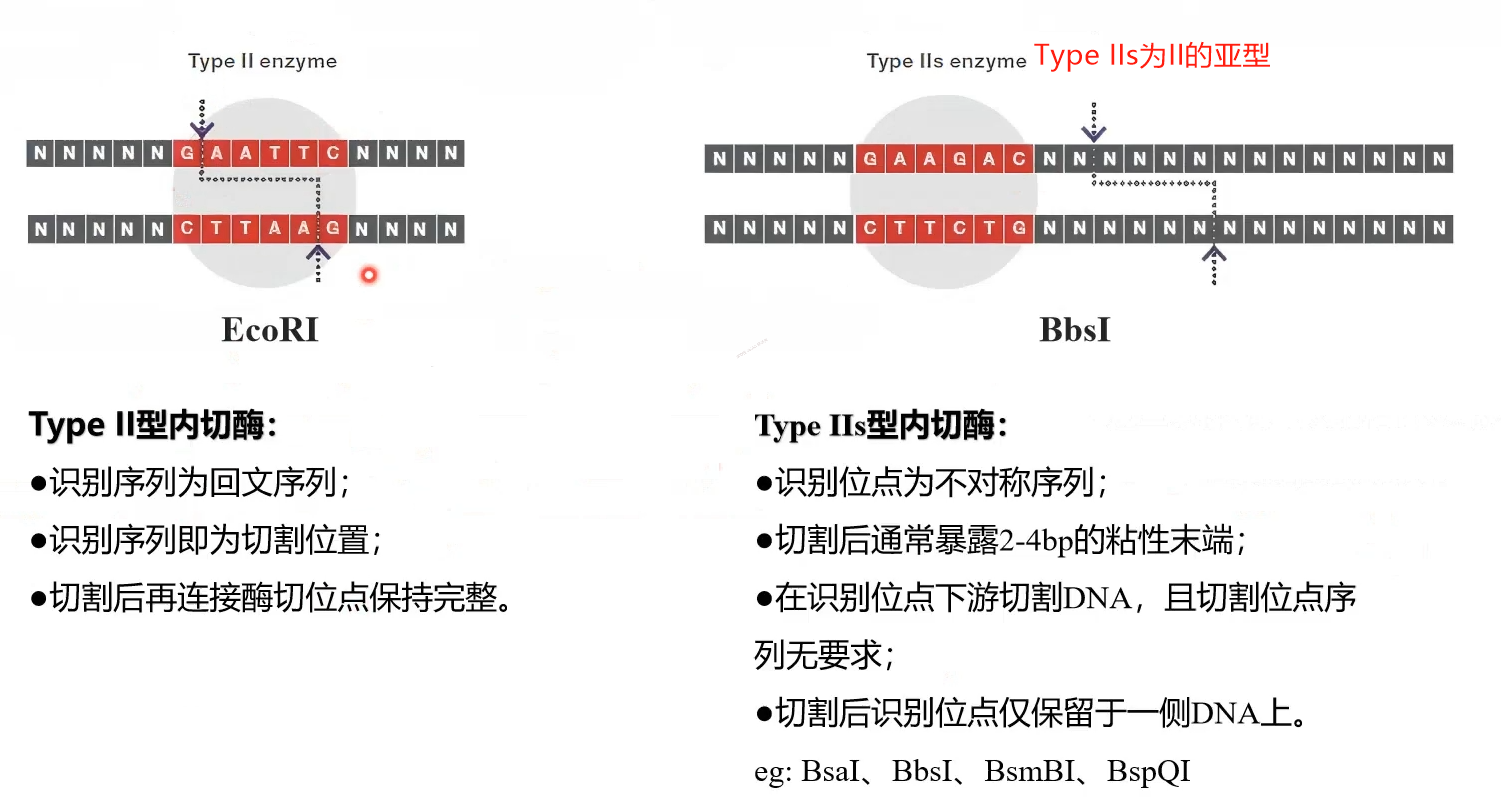 Type II enzyme
Type IIs enzyme Type IIs为II的亚型
N N N N N G A A T T C N N N N
N N N N N G A A G A C N N N N N N N N N N N N N N
N N N N N C T T A A G N N N N
N N N N N C T T C T G N N N N N N N N N N N N N N
EcoRI
BbsI
Type II型内切酶：
●识别序列为回文序列；
●识别序列即为切割位置；
●切割后再连接酶切位点保持完整。
Type IIs型内切酶：
●识别位点为不对称序列；
●切割后通常暴露2-4bp的粘性末端；
●在识别位点下游切割DNA，且切割位点序
列无要求；
●切割后识别位点仅保留于一侧DNA上。
eg: BsaI、BbsI、BsmBI、BspQI